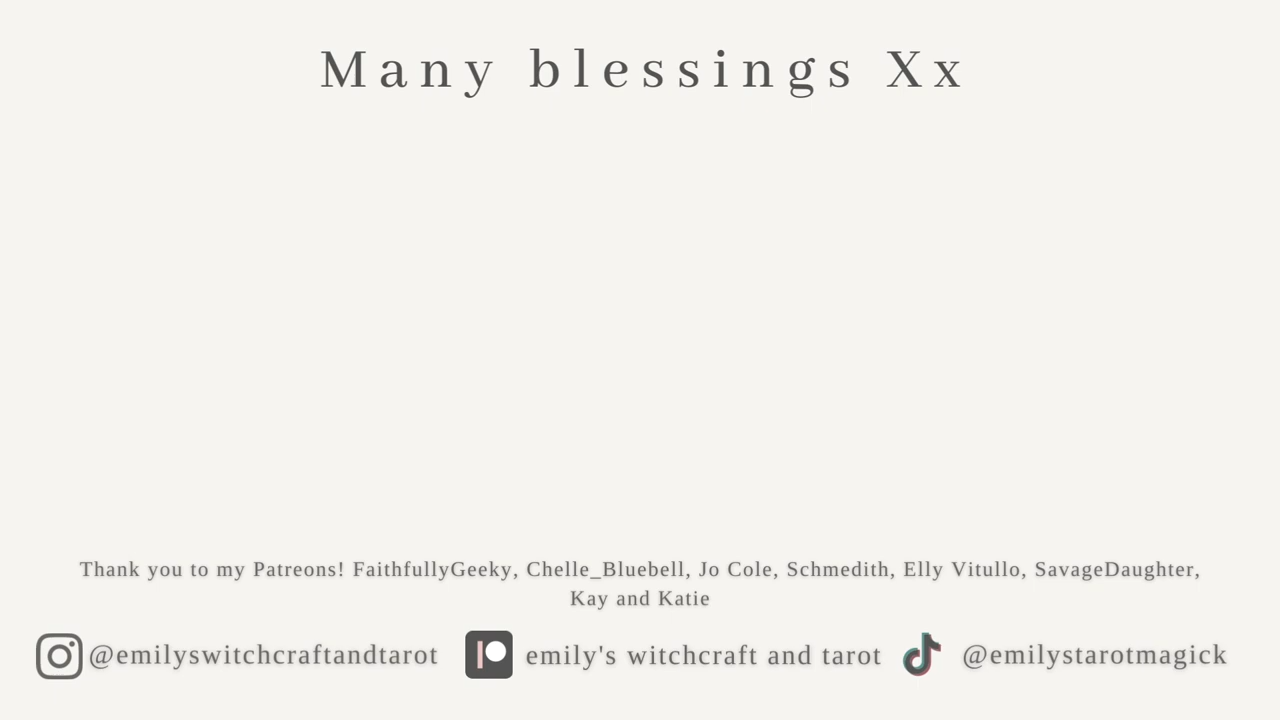 Many blessings Xx
Thank you to my Patreons! FaithfullyGeeky, Chelle_Bluebell, Jo Cole, Schmedith, Elly Vitullo, SavageDaughter,
Kay and Katie
@emilyswitchcraftandtarot emily's witchcraft and tarot @emilystarotmagick